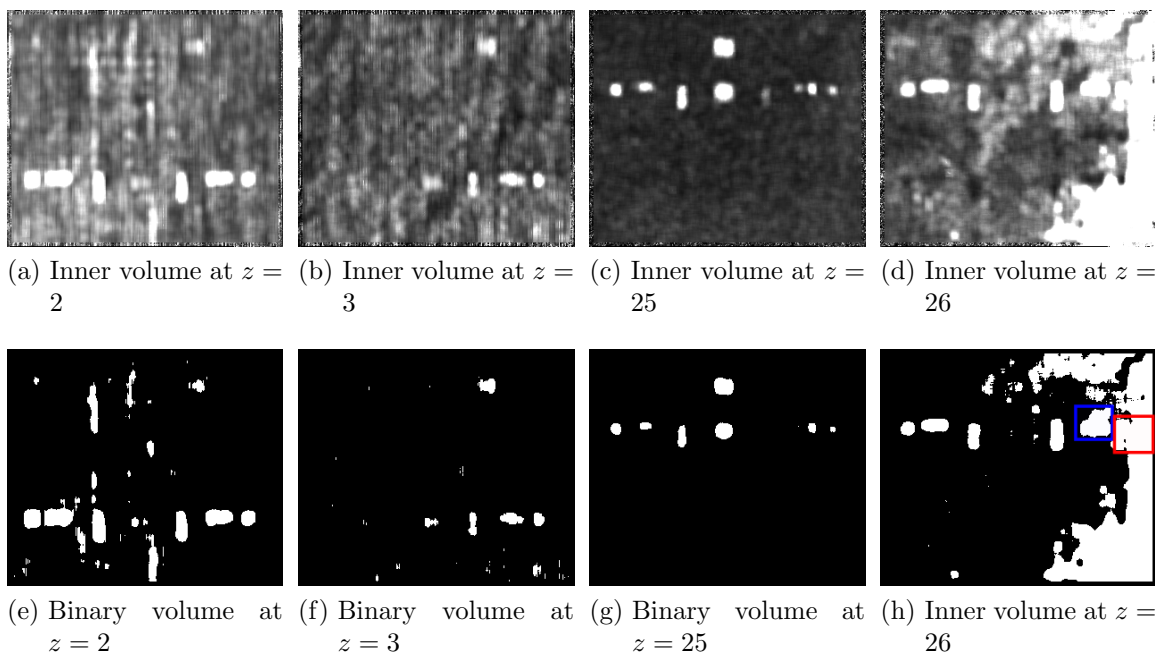 (a) Inner volume at z =
2
(b) Inner volume at z =
3
(c) Inner volume at z =
25
(d) Inner volume at z =
26
(e) Binary volume at
z = 2
(f) Binary volume at
z = 3
(g) Binary volume at
z = 25
(h) Inner volume at z =
26